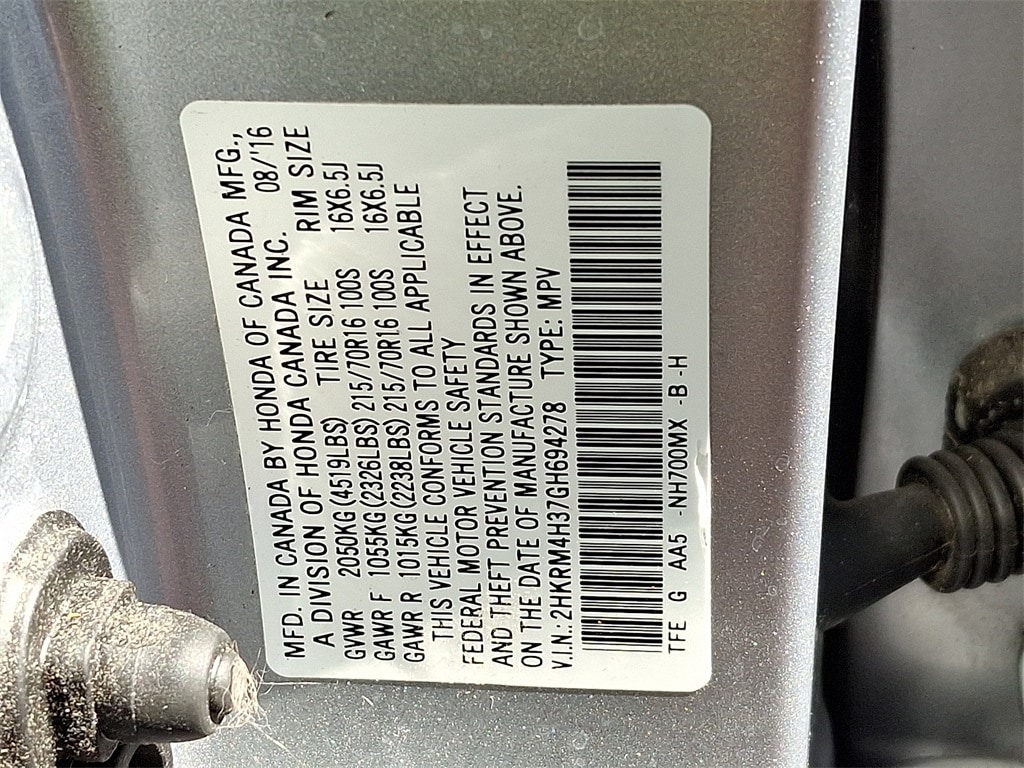 MFD. IN CANADA BY HONDA OF CANADA MFG.,
A DIVISION OF HONDA CANADA INC. 08/'16
GVWR 2050KG(4519LBS) TIRE SIZE RIM SIZE
GAWR F 1055KG(2326LBS) 215/70R16 100S 16X6.5J
GAWR R 1015KG(2238LBS) 215/70R16 100S 16X6.5J
THIS VEHICLE CONFORMS TO ALL APPLICABLE
FEDERAL MOTOR VEHICLE SAFETY
AND THEFT PREVENTION STANDARDS IN EFFECT
ON THE DATE OF MANUFACTURE SHOWN ABOVE.
V.I.N.: 2HKRM4H37GH694278 TYPE: MPV
TFE G AA5 -NH700MX -B -H